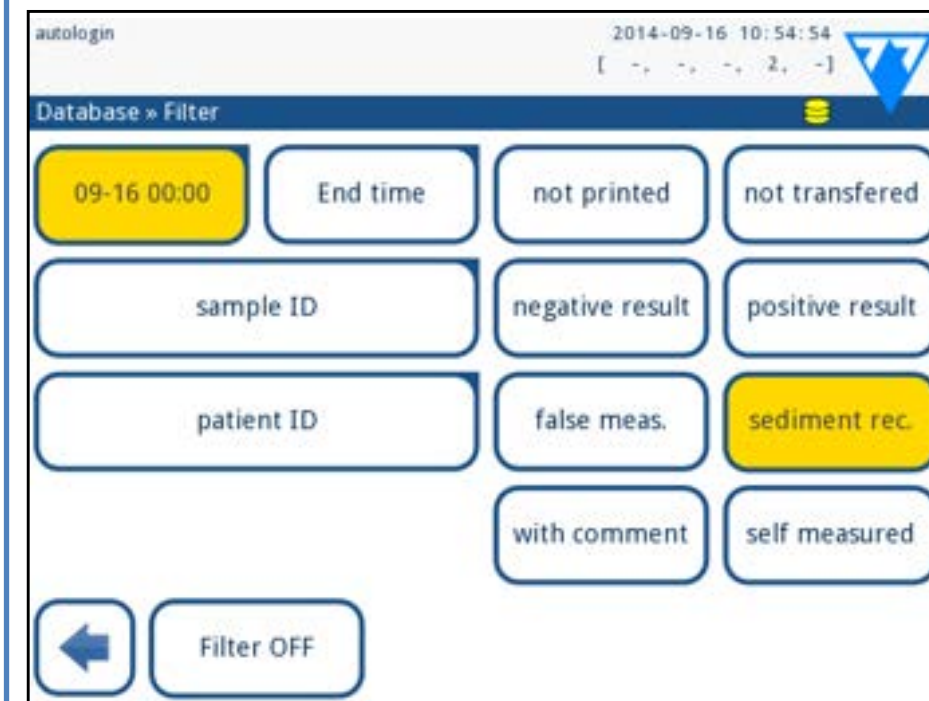 autologin
2014-09-16 10:54:54
[ -, -, -, 2, -]
Database » Filter
09-16 00:00
End time
not printed
not transfered
sample ID
negative result
positive result
patient ID
false meas.
sediment rec.
with comment
self measured
Filter OFF